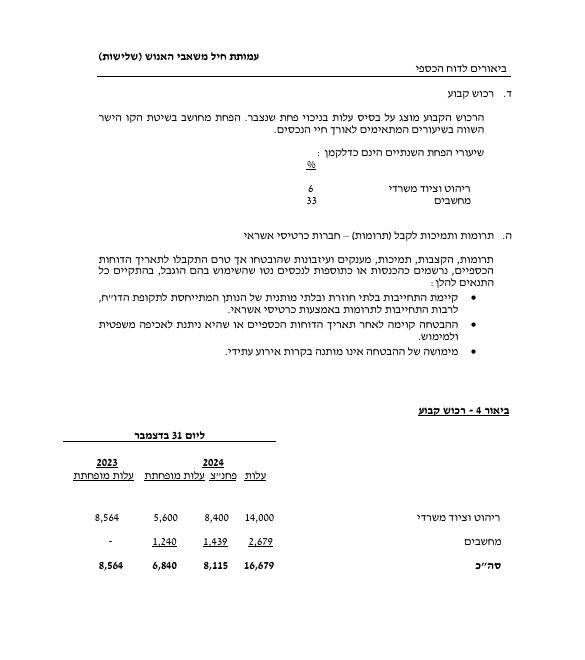 עמותת חיל משאבי האנוש (שלישות)
ביאורים לדוח הכספי
ד. רכוש קבוע
הרכוש הקבוע מוצג על בסיס עלות בניכוי פחת שנצבר. הפחת מחושב בשיטת הקו הישר
השווה בשיעורים המתאימים לאורך חיי הנכסים.
שיעורי הפחת השנתיים הינם כדלקמן :
%
ריהוט וציוד משרדי 6
מחשבים 33
ה. תרומות ותמיכות לקבל (תרומות) – חברות כרטיסי אשראי
תרומות, הקצבות, תמיכות, מענקים ועיזבונות שהובטחו אך טרם התקבלו לתאריך הדוחות
הכספיים, נרשמים כהכנסות או כתוספות לנכסים נטו שהשימוש בהם הוגבל, בהתקיים כל
התנאים להלן :
• קיימת התחייבות בלתי חוזרת ובלתי מותנית של הנותן המתייחסת לתקופת הדו״ח,
לרבות התחייבות לתרומות באמצעות כרטיסי אשראי.
• ההבטחה קוימה לאחר תאריך הדוחות הכספיים או שהיא ניתנת לאכיפה משפטית
ולמימוש.
• מימושה של ההבטחה אינו מותנה בקרות אירוע עתידי.
ביאור 4 - רכוש קבוע
ליום 31 בדצמבר
2024 2023
עלות פחנ״צ עלות מופחתת עלות מופחתת
ריהוט וציוד משרדי 14,000 8,400 5,600 8,564
מחשבים 2,679 1,439 1,240 -
סה״כ 16,679 8,115 6,840 8,564